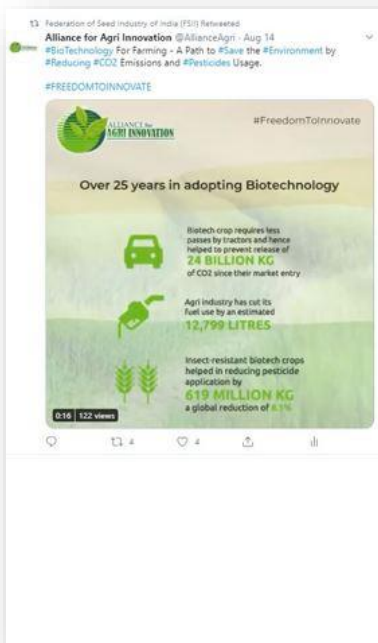 Federation of Seed Industry of India (FSII) Retweeted
Alliance for Agri Innovation @AllianceAgri · Aug 14
#BioTechnology For Farming - A Path to #Save the #Environment by
#Reducing #CO2 Emissions and #Pesticides Usage.
#FREEDOMTOINNOVATE
ALLIANCE for
AGRI INNOVATION
#FreedomToInnovate
Over 25 years in adopting Biotechnology
Biotech crop requires less
passes by tractors and hence
helped to prevent release of
24 BILLION KG
of CO2 since their market entry
Agri industry has cut its
fuel use by an estimated
12,799 LITRES
Insect-resistant biotech crops
helped in reducing pesticide
application by
619 MILLION KG
a global reduction of 8.1%
0:16 122 views
4 4